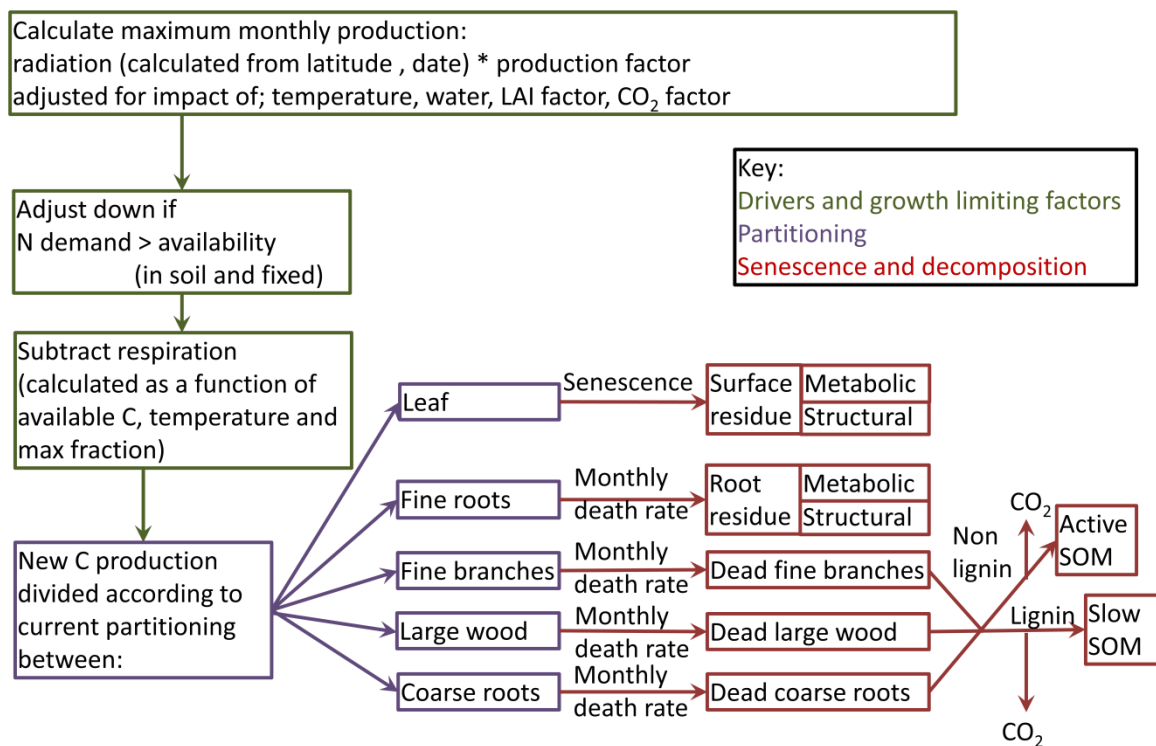 Calculate maximum monthly production:
radiation (calculated from latitude , date) * production factor
adjusted for impact of; temperature, water, LAI factor, CO₂ factor
Key:
Drivers and growth limiting factors
Partitioning
Senescence and decomposition
Adjust down if
N demand > availability
(in soil and fixed)
Subtract respiration
(calculated as a function of
available C, temperature and
max fraction)
New C production
divided according to
current partitioning
between:
Leaf
Senescence
Surface
residue
Metabolic
Structural
Fine roots
Monthly
death rate
Root
residue
Metabolic
Structural
Fine branches
Monthly
death rate
Dead fine branches
Large wood
Monthly
death rate
Dead large wood
Coarse roots
Monthly
death rate
Dead coarse roots
Non
lignin
CO₂
Active
SOM
Lignin
Slow
SOM
CO₂